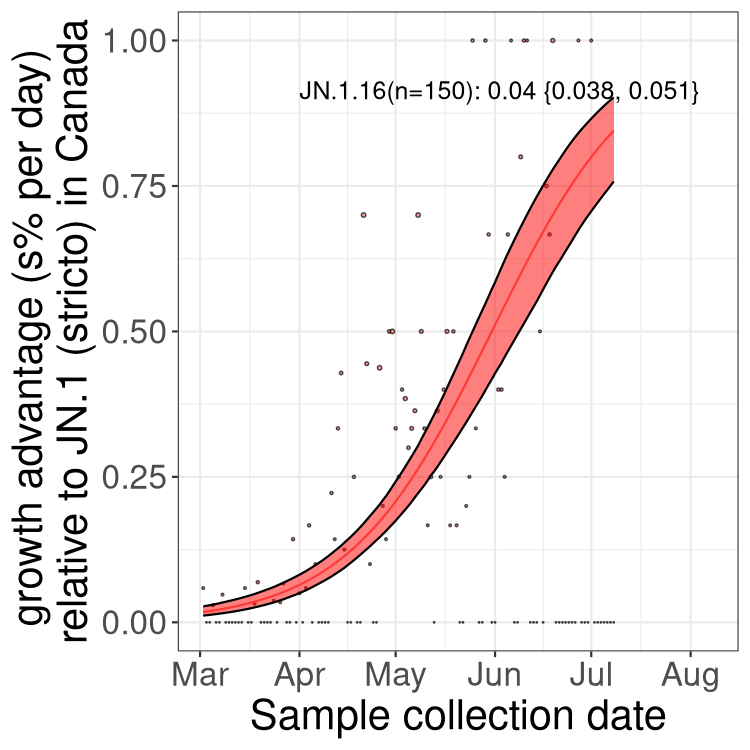 growth advantage (s% per day)
relative to JN.1 (stricto) in Canada
1.00
0.75
0.50
0.25
0.00
JN.1.16(n=150): 0.04 {0.038, 0.051}
Mar Apr May Jun Jul Aug
Sample collection date